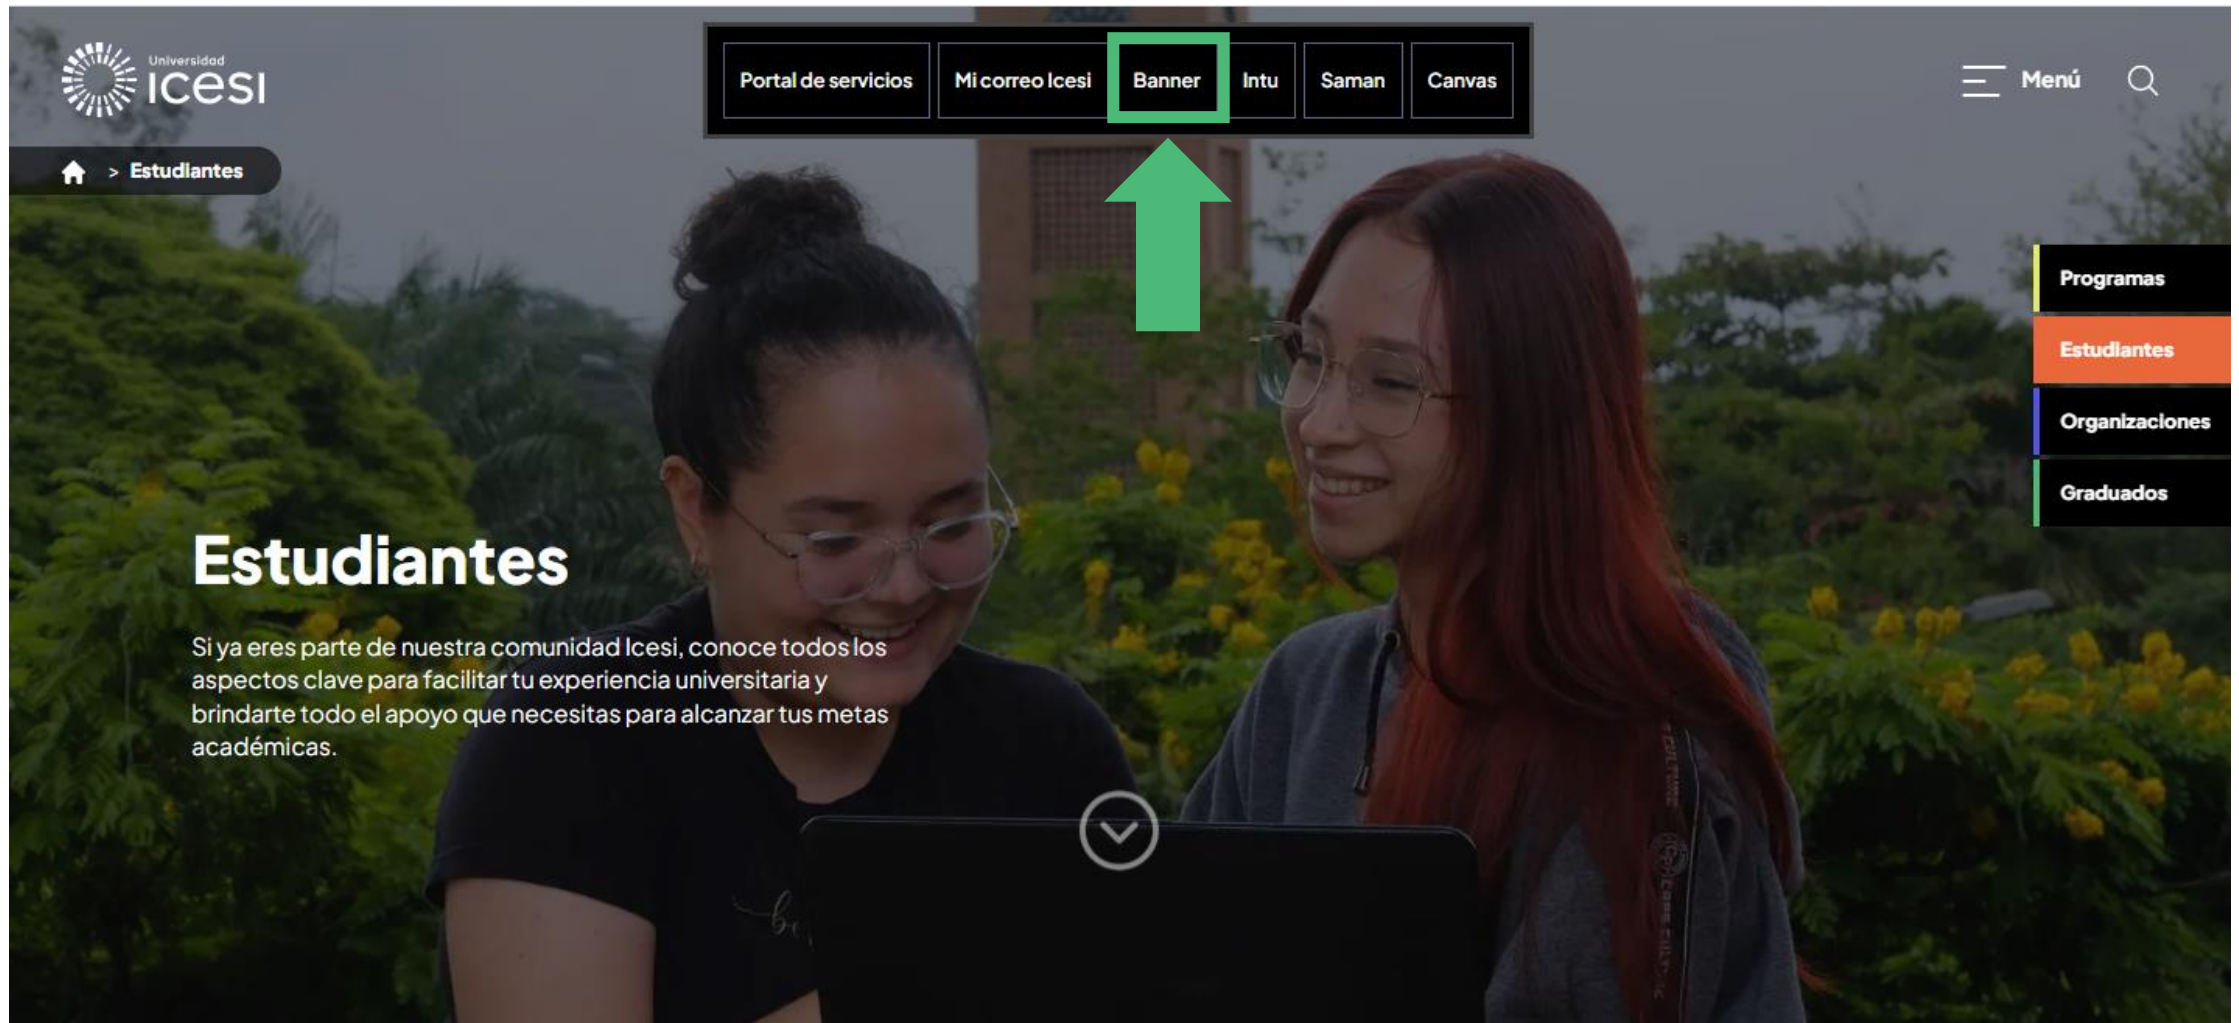 Universidad
icesi
Portal de servicios
Mi correo Icesi
Banner
Intu
Saman
Canvas
Menú
> Estudiantes
Programas
Estudiantes
Organizaciones
Graduados
Estudiantes
Si ya eres parte de nuestra comunidad Icesi, conoce todos los
aspectos clave para facilitar tu experiencia universitaria y
brindarte todo el apoyo que necesitas para alcanzar tus metas
académicas.